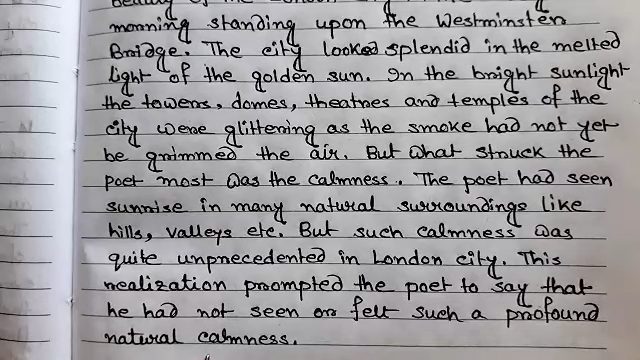 morning standing upon the Westminster
Bridge. The city looked splendid in the melted
light of the golden sun. In the bright sunlight
the towers, domes, theatres and temples of the
city were glittering as the smoke had not yet
be grimmed the air. But what struck the
poet most was the calmness. The poet had seen
sunrise in many natural surroundings like
hills, valleys etc. But such calmness was
quite unprecedented in London city. This
realization prompted the poet to say that
he had not seen or felt such a profound
natural calmness.